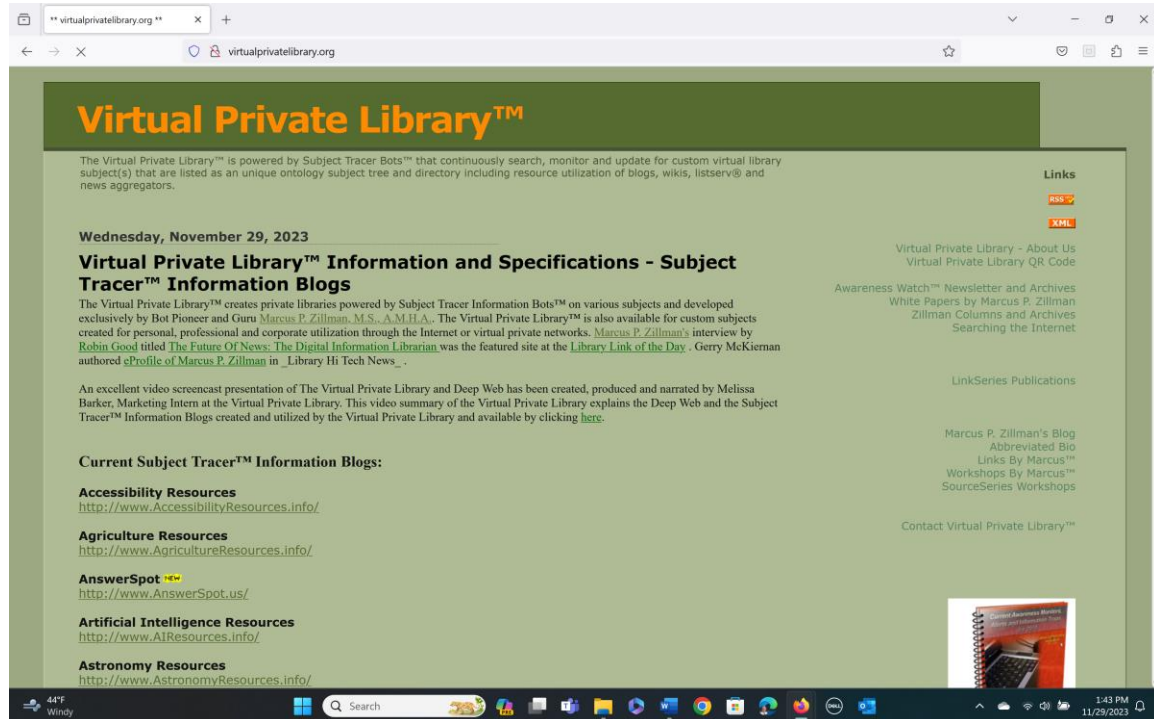 ** virtualprivatelibrary.org **
virtualprivatelibrary.org
Virtual Private Library™
The Virtual Private Library™ is powered by Subject Tracer Bots™ that continuously search, monitor and update for custom virtual library
subject(s) that are listed as an unique ontology subject tree and directory including resource utilization of blogs, wikis, listserv® and
news aggregators.
Wednesday, November 29, 2023
Virtual Private Library™ Information and Specifications - Subject
Tracer™ Information Blogs
The Virtual Private Library™ creates private libraries powered by Subject Tracer Information Bots™ on various subjects and developed
exclusively by Bot Pioneer and Guru Marcus P. Zillman, M.S., A.M.H.A.. The Virtual Private Library™ is also available for custom subjects
created for personal, professional and corporate utilization through the Internet or virtual private networks. Marcus P. Zillman's interview by
Robin Good titled The Future Of News: The Digital Information Librarian was the featured site at the Library Link of the Day . Gerry McKiernan
authored eProfile of Marcus P. Zillman in _Library Hi Tech News_ .
An excellent video screencast presentation of The Virtual Private Library and Deep Web has been created, produced and narrated by Melissa
Barker, Marketing Intern at the Virtual Private Library. This video summary of the Virtual Private Library explains the Deep Web and the Subject
Tracer™ Information Blogs created and utilized by the Virtual Private Library and available by clicking here.
Current Subject Tracer™ Information Blogs:
Accessibility Resources
http://www.AccessibilityResources.info/
Agriculture Resources
http://www.AgricultureResources.info/
AnswerSpot NEW
http://www.AnswerSpot.us/
Artificial Intelligence Resources
http://www.AIResources.info/
Astronomy Resources
http://www.AstronomyResources.info/
Links
RSS
XML
Virtual Private Library - About Us
Virtual Private Library QR Code
Awareness Watch™ Newsletter and Archives
White Papers by Marcus P. Zillman
Zillman Columns and Archives
Searching the Internet
LinkSeries Publications
Marcus P. Zillman's Blog
Abbreviated Bio
Links By Marcus™
Workshops By Marcus™
SourceSeries Workshops
Contact Virtual Private Library™
44°F
Windy
Search
DELL
1:43 PM
11/29/2023